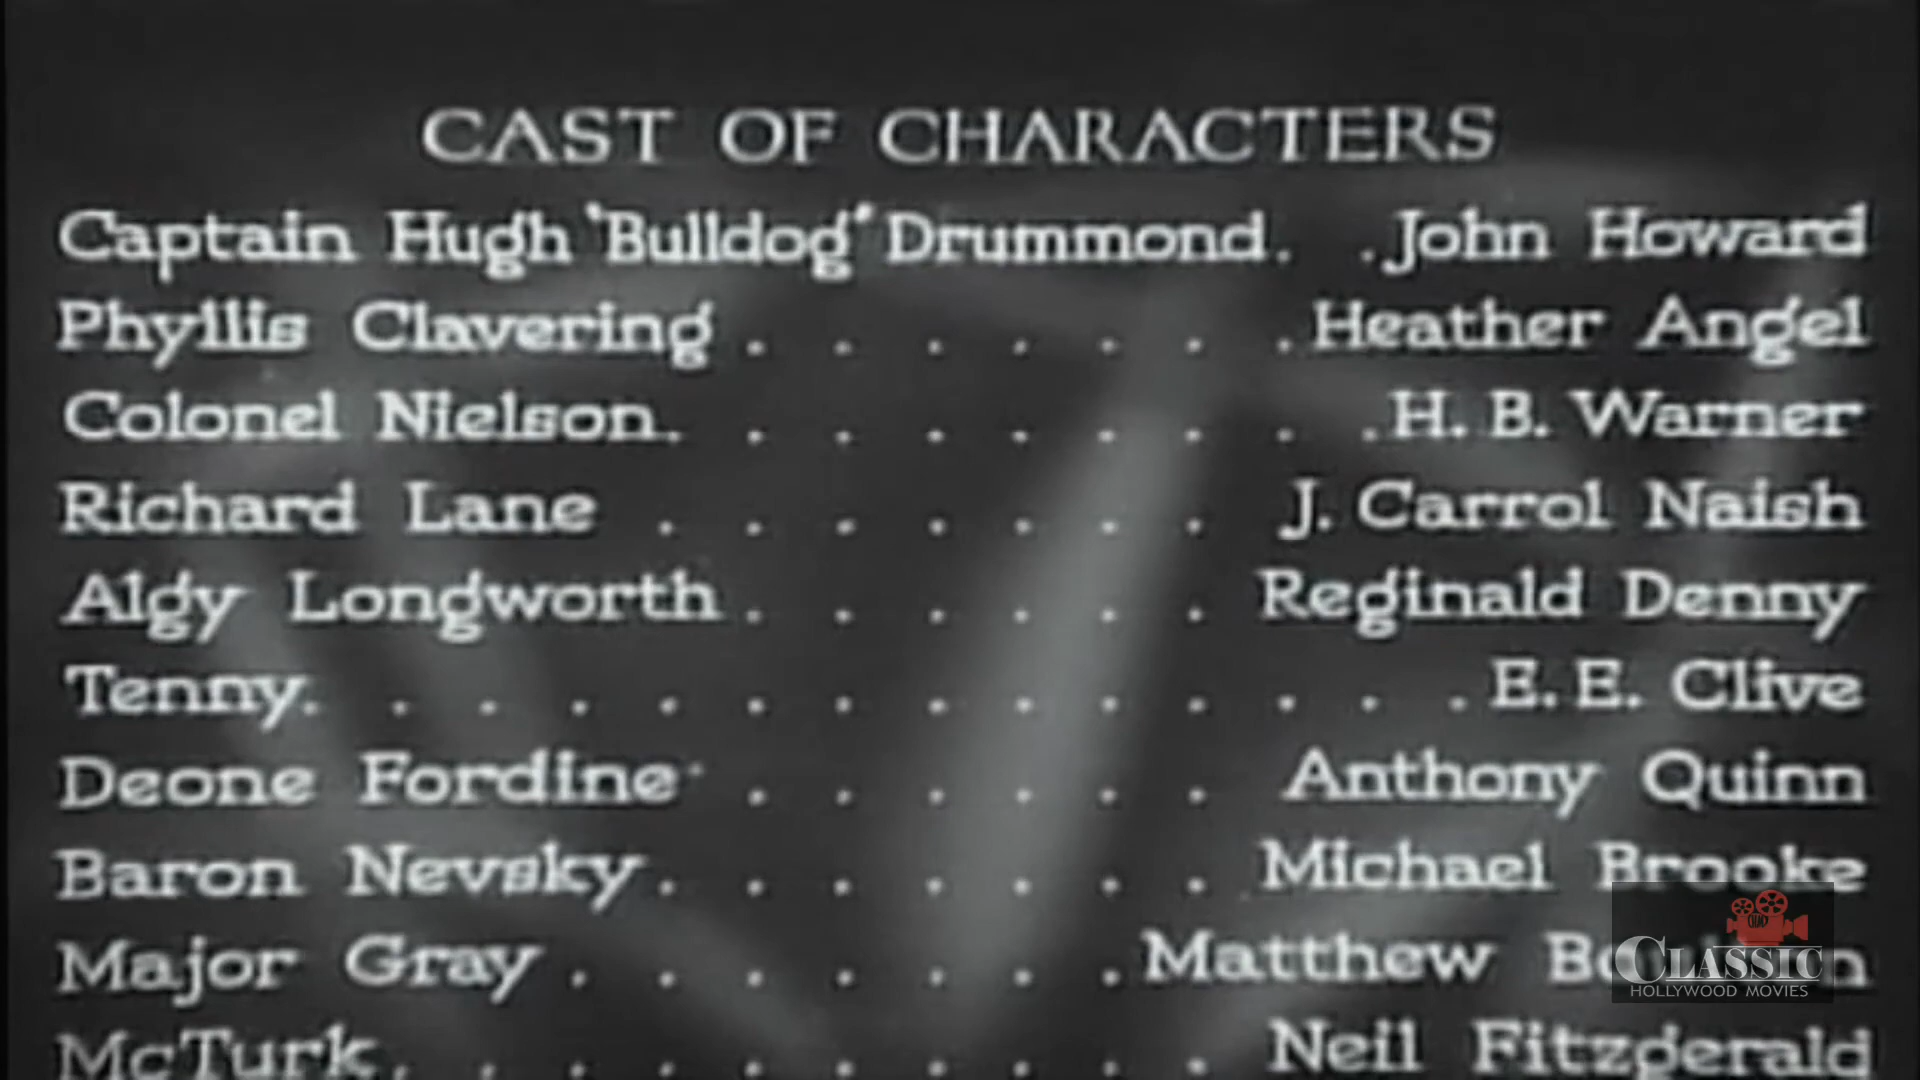 CAST OF CHARACTERS
Captain Hugh 'Bulldog' Drummond. .John Howard
Phyllis Clavering . . . . . . .Heather Angel
Colonel Nielson. . . . . . . . .H. B. Warner
Richard Lane . . . . . . . J. Carrol Naish
Algy Longworth . . . . . . Reginald Denny
Tenny. . . . . . . . . . . . . .E. E. Clive
Deone Fordine . . . . . . Anthony Quinn
Baron Nevsky . . . . . . . Michael Brooke
Major Gray . . . . . . .Matthew
McTurk. . . . . . . . . . Neil Fitzgerald
CLASSIC
HOLLYWOOD MOVIES